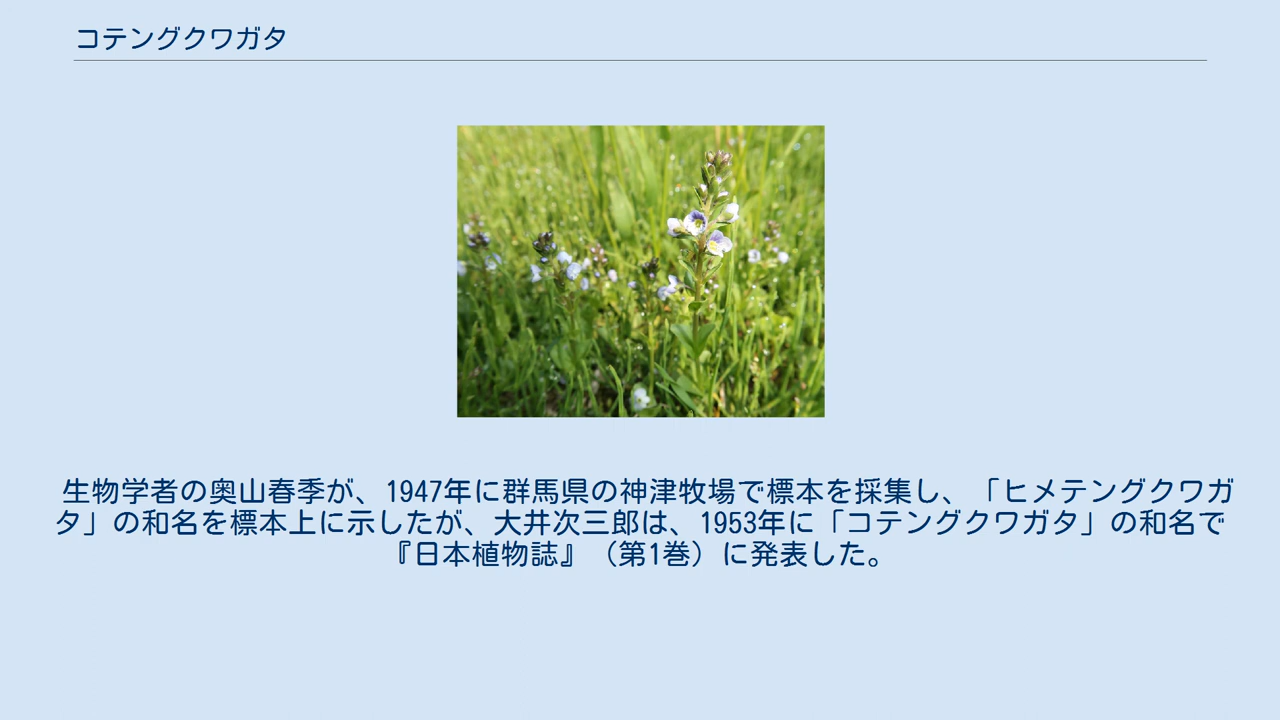 コテングクワガタ
生物学者の奥山春季が、1947年に群馬県の神津牧場で標本を採集し、「ヒメテングクワガ
タ」の和名を標本上に示したが、大井次三郎は、1953年に「コテングクワガタ」の和名で
『日本植物誌』（第1巻）に発表した。